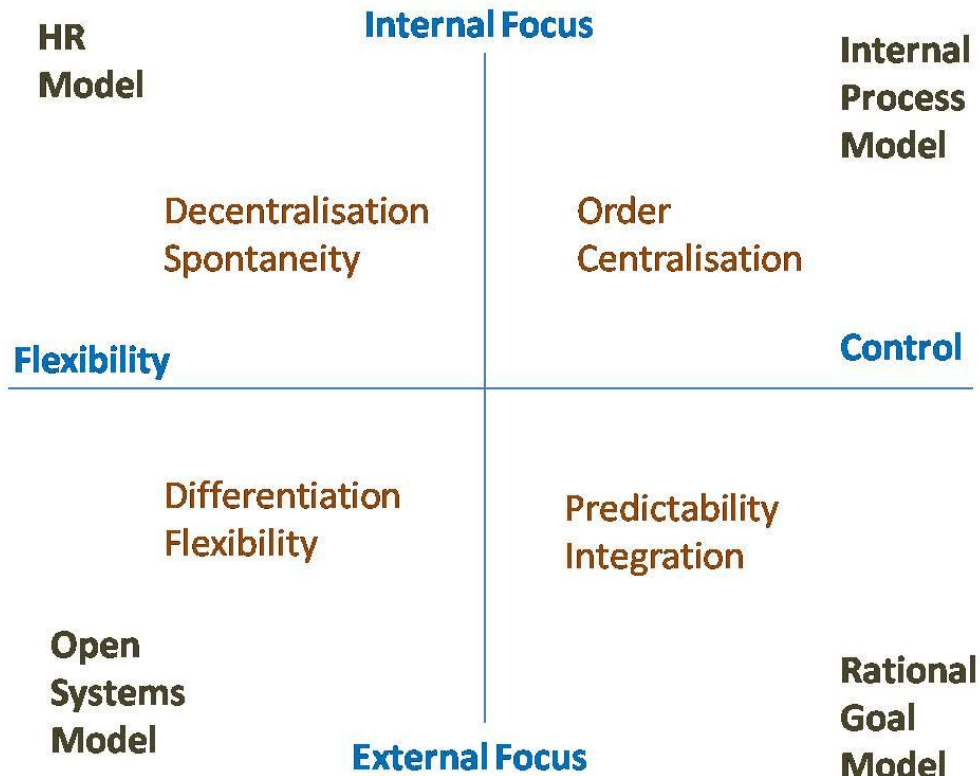 Internal Focus
HR
Model
Internal
Process
Model
Decentralisation
Spontaneity
Order
Centralisation
Flexibility
Control
Differentiation
Flexibility
Predictability
Integration
Open
Systems
Model
Rational
Goal
Model
External Focus